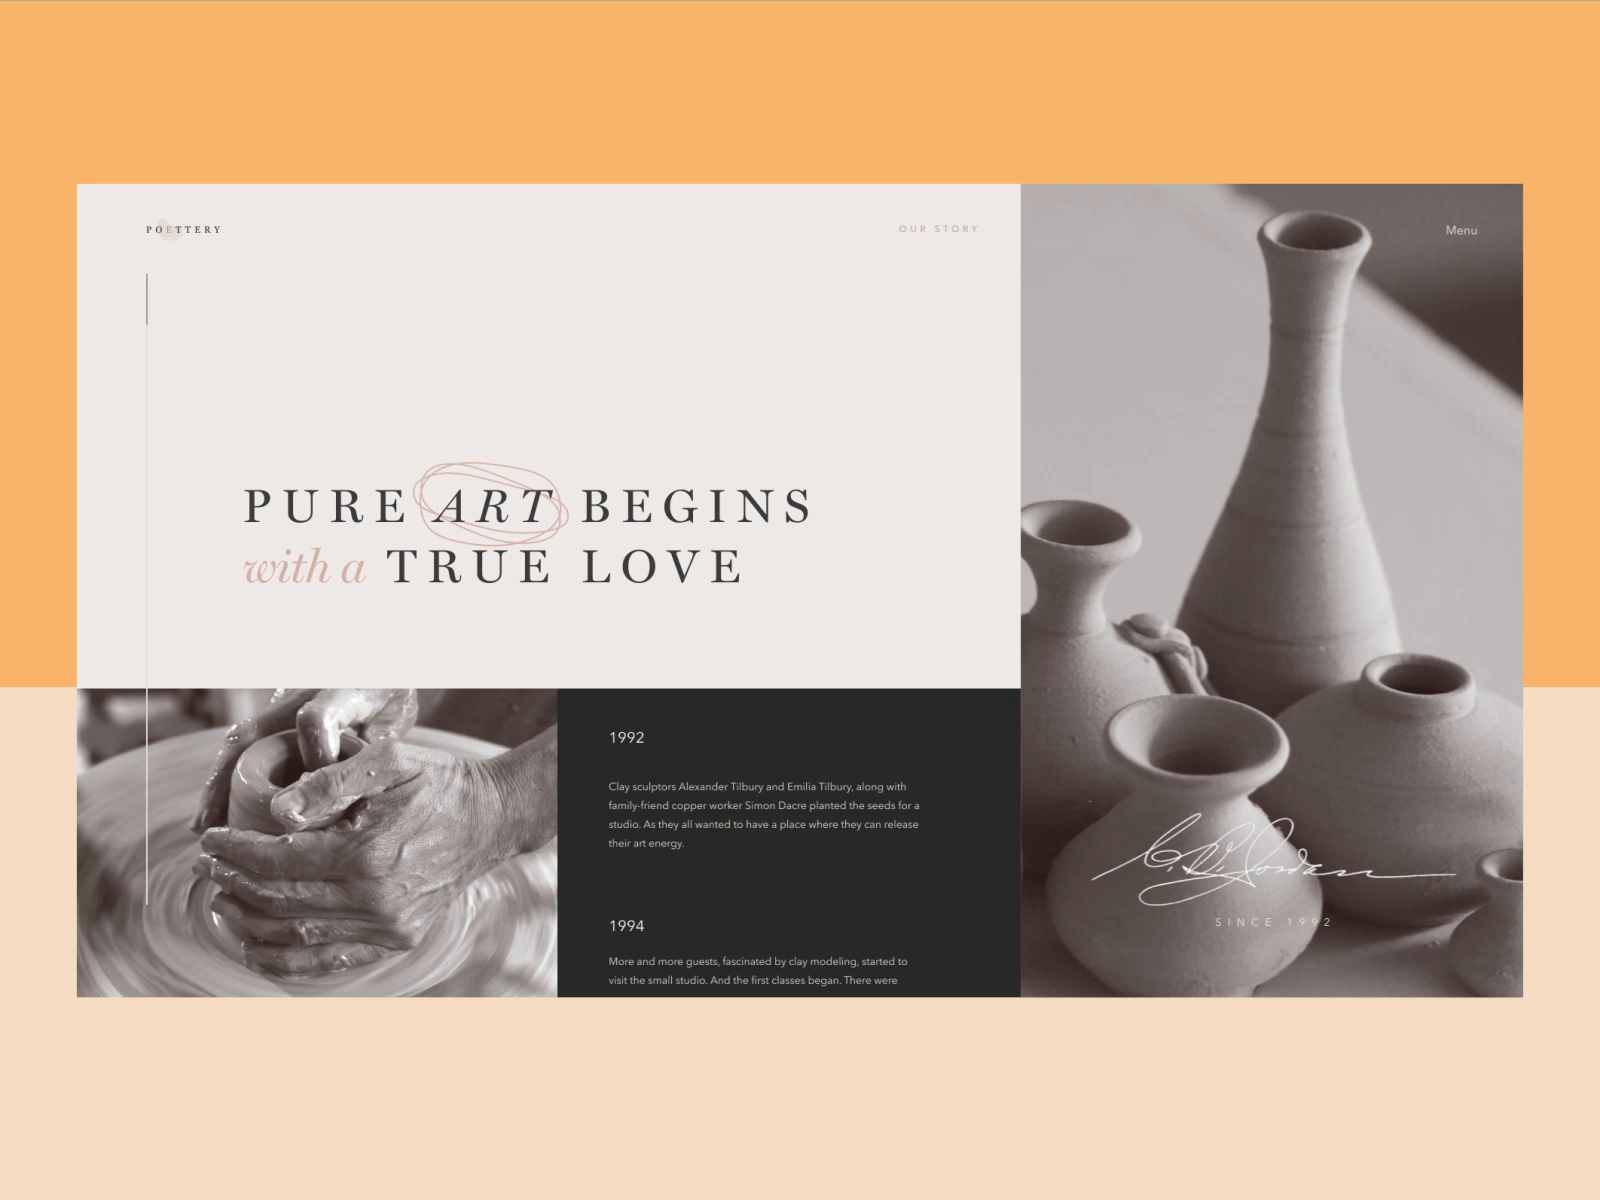 POETTERY
OUR STORY
Menu
PURE ART BEGINS
with a TRUE LOVE
1992
Clay sculptors Alexander Tilbury and Emilia Tilbury, along with
family-friend copper worker Simon Dacre planted the seeds for a
studio. As they all wanted to have a place where they can release
their art energy.
1994
More and more guests, fascinated by clay modeling, started to
visit the small studio. And the first classes began. There were
SINCE 1992